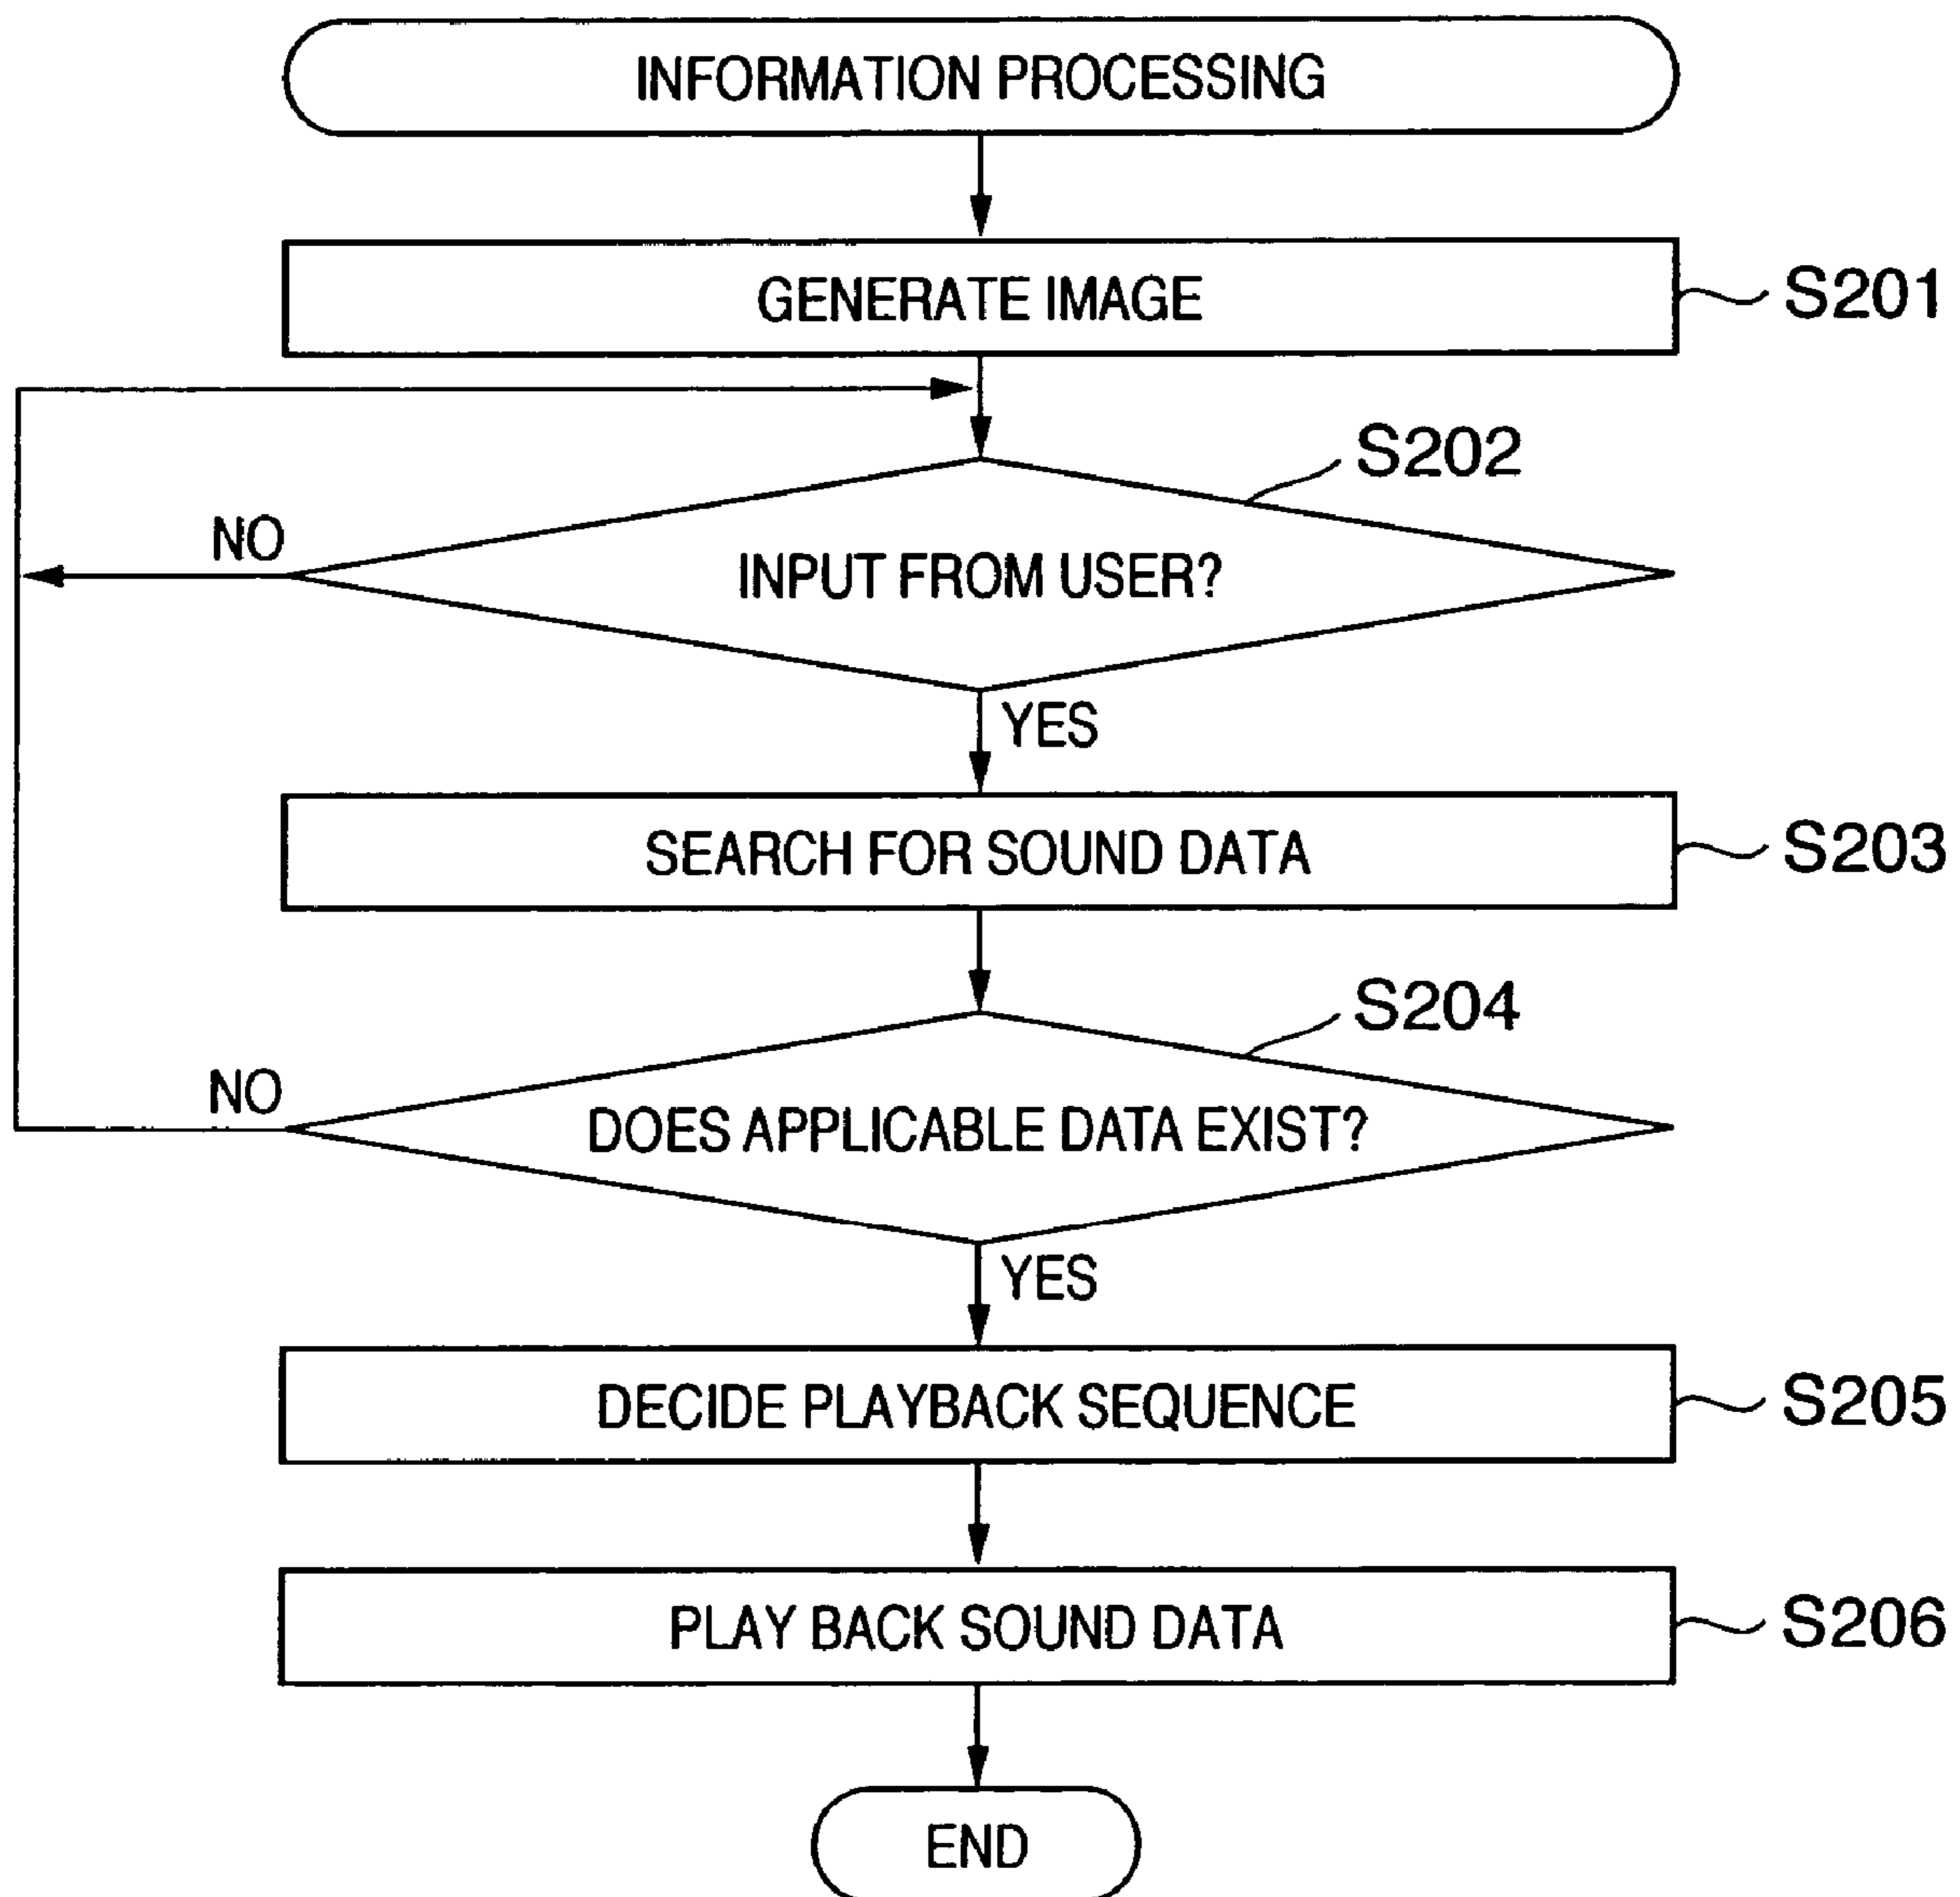 INFORMATION PROCESSING
GENERATE IMAGE
S201
S202
NO
INPUT FROM USER?
YES
SEARCH FOR SOUND DATA
S203
S204
NO
DOES APPLICABLE DATA EXIST?
YES
DECIDE PLAYBACK SEQUENCE
S205
PLAY BACK SOUND DATA
S206
END